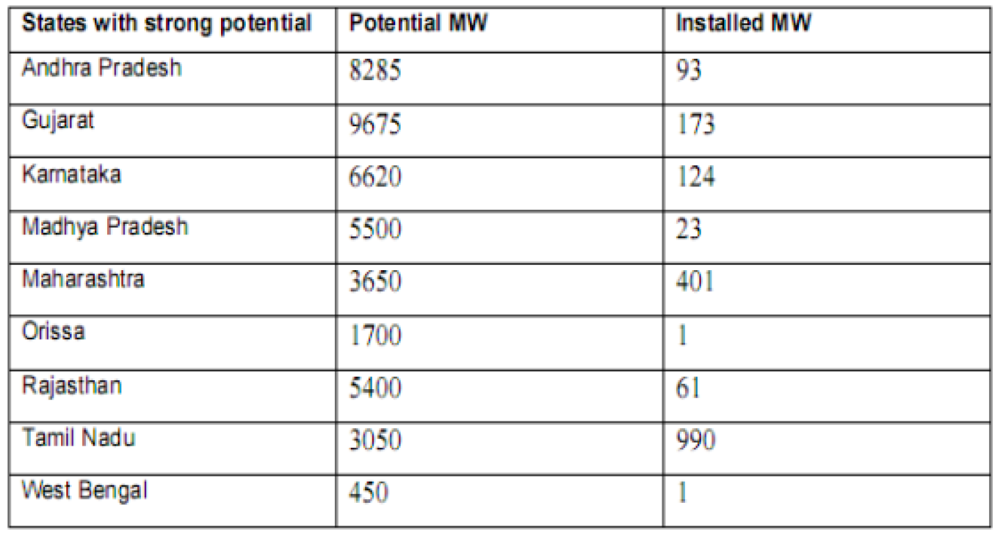 States with strong potential Potential MW Installed MW
Andhra Pradesh 8285 93
Gujarat 9675 173
Karnataka 6620 124
Madhya Pradesh 5500 23
Maharashtra 3650 401
Orissa 1700 1
Rajasthan 5400 61
Tamil Nadu 3050 990
West Bengal 450 1